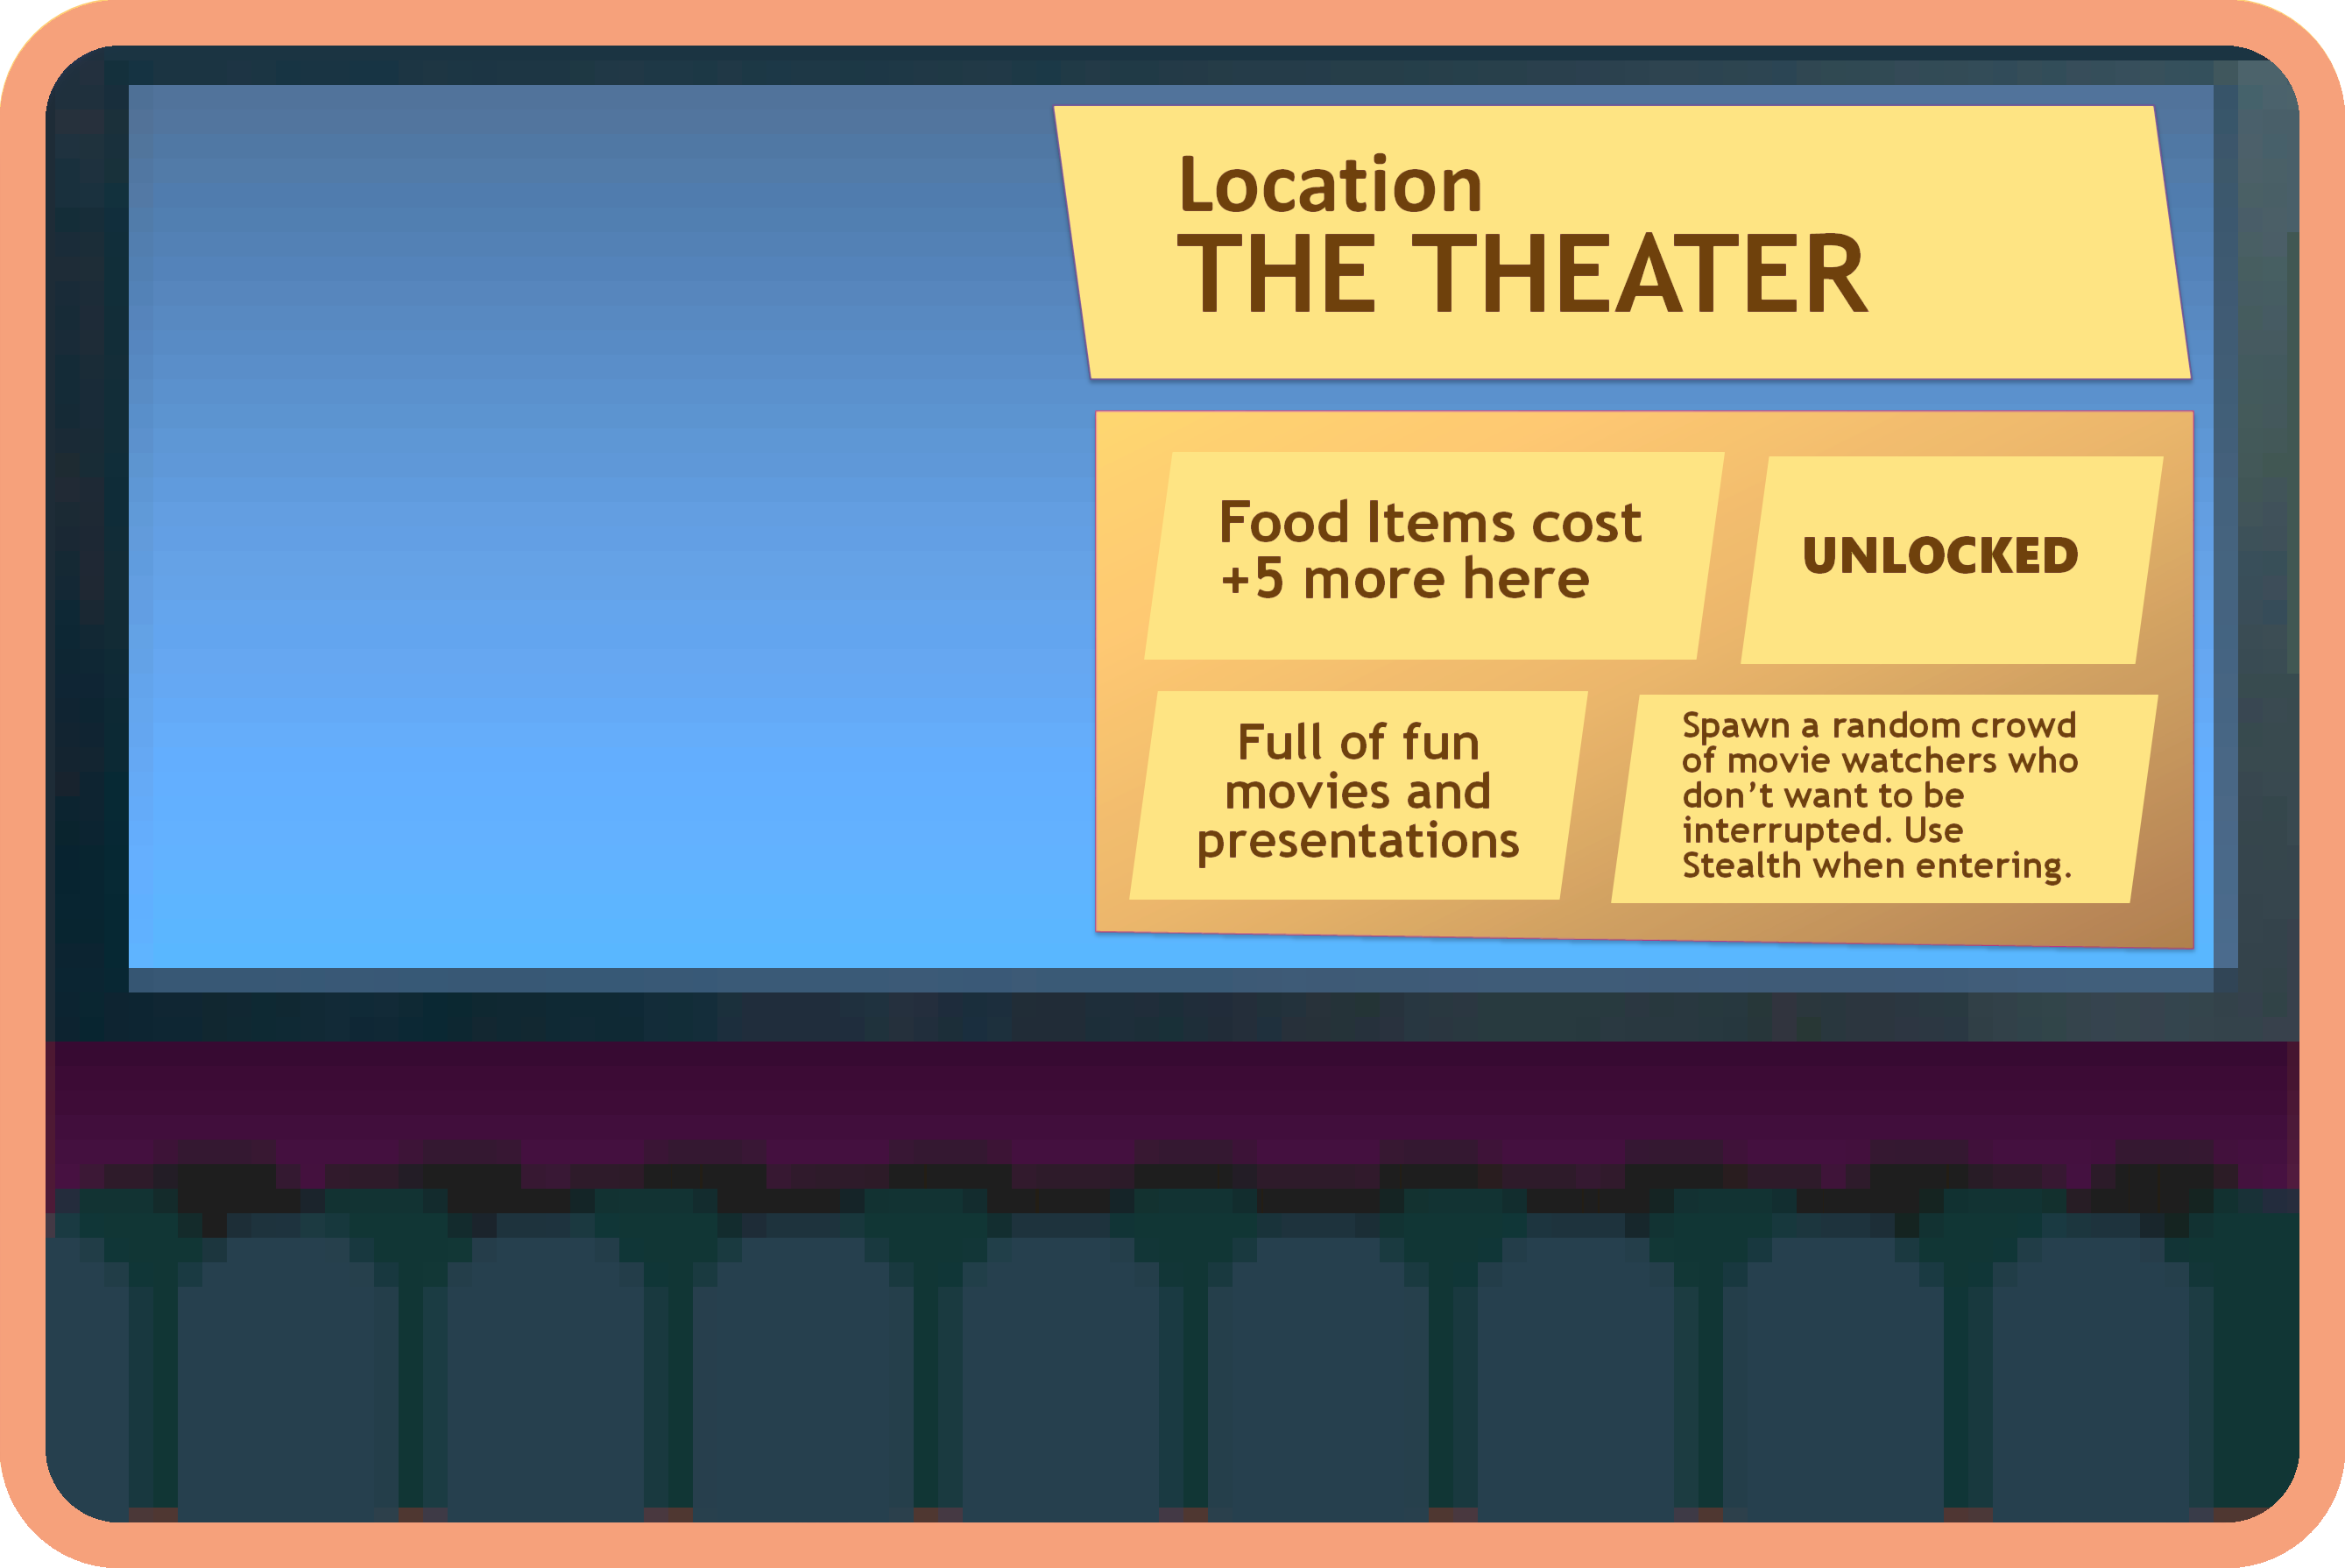 Location
THE THEATER
Food Items cost
+5 more here
UNLOCKED
Full of fun
movies and
presentations
Spawn a random crowd
of movie watchers who
don't want to be
interrupted. Use
Stealth when entering.